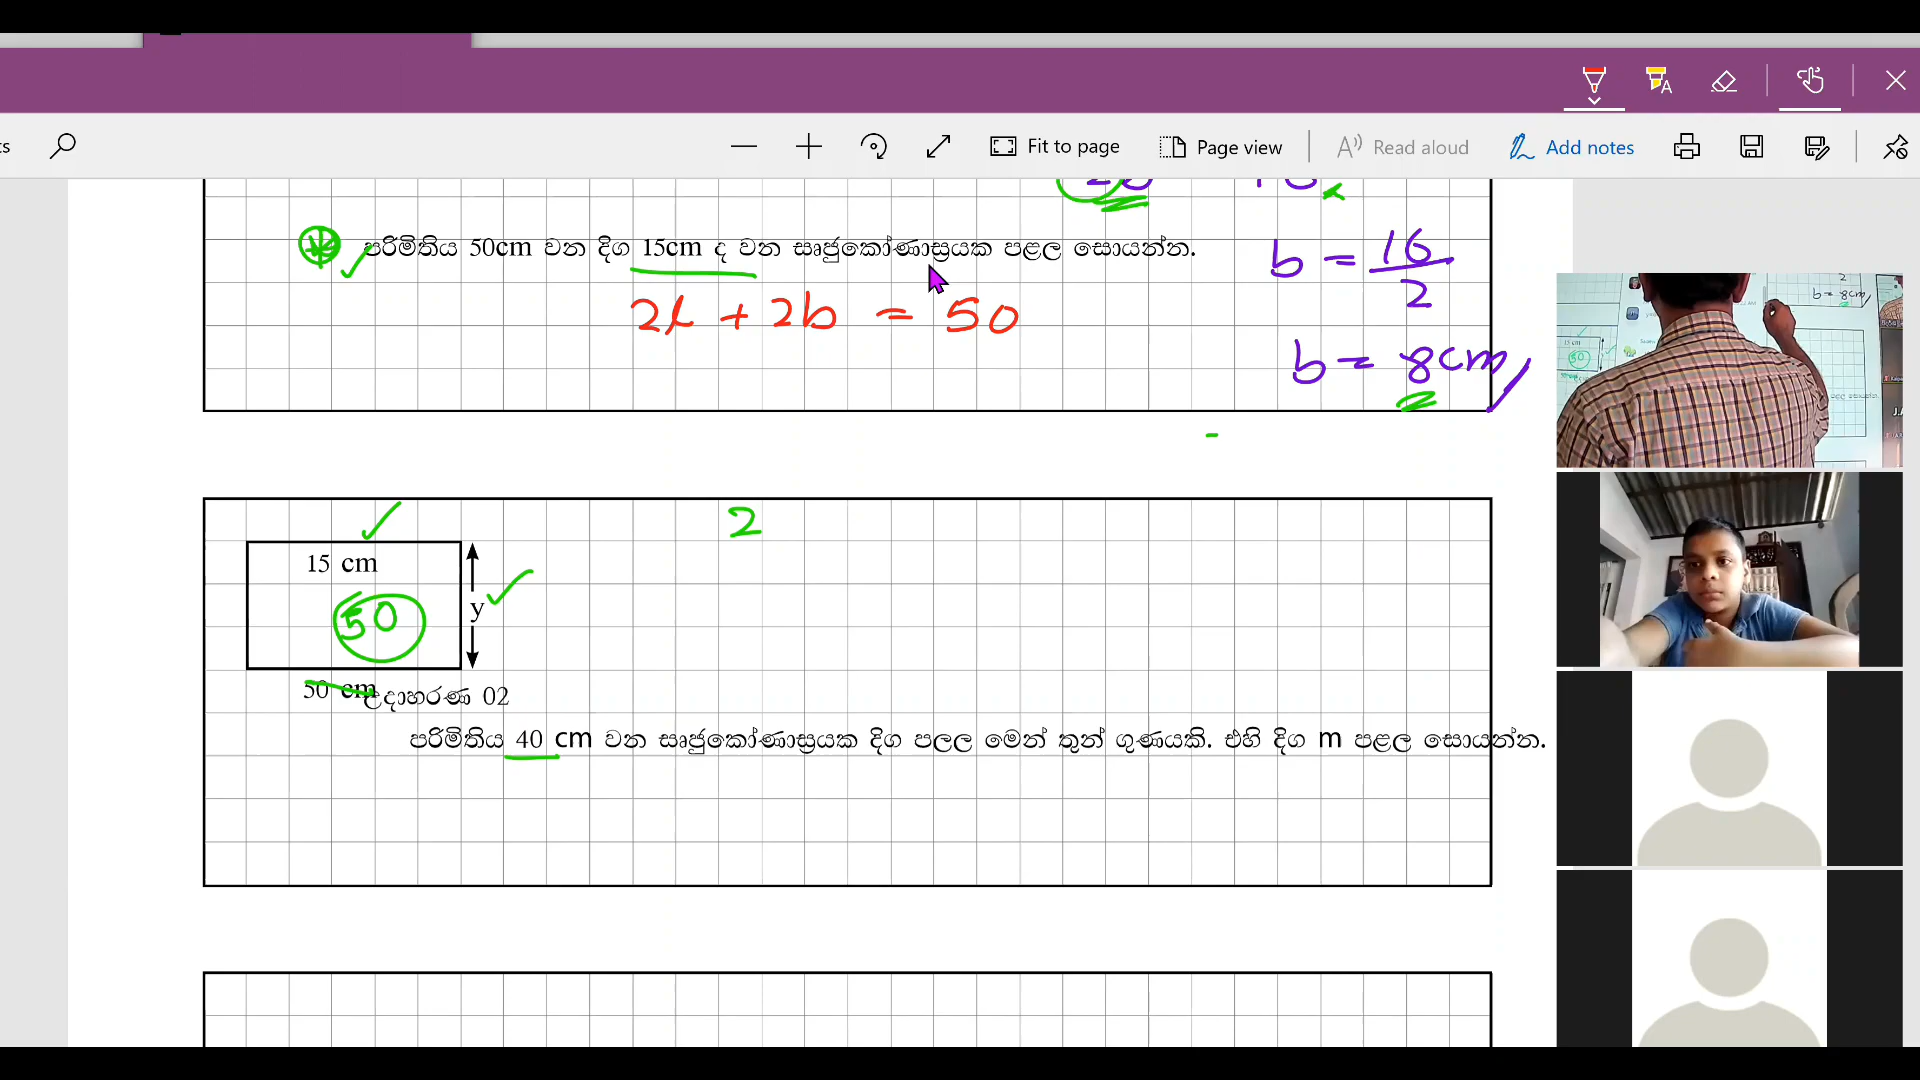 Fit to page
Page view
Read aloud
Add notes
පරිමිතිය 50cm වන දිග 15cm ද වන සෘජුකෝණාස්‍රයක පළල සොයන්න.
2l + 2b = 50
b = 16/2
b = 8cm
2
15 cm
50
y
50 cm
උදාහරණ 02
පරිමිතිය 40 cm වන සෘජුකෝණාස්‍රයක දිග පලල මෙන් තුන් ගුණයකි. එහි දිග m පළල සොයන්න.
b = 8cm